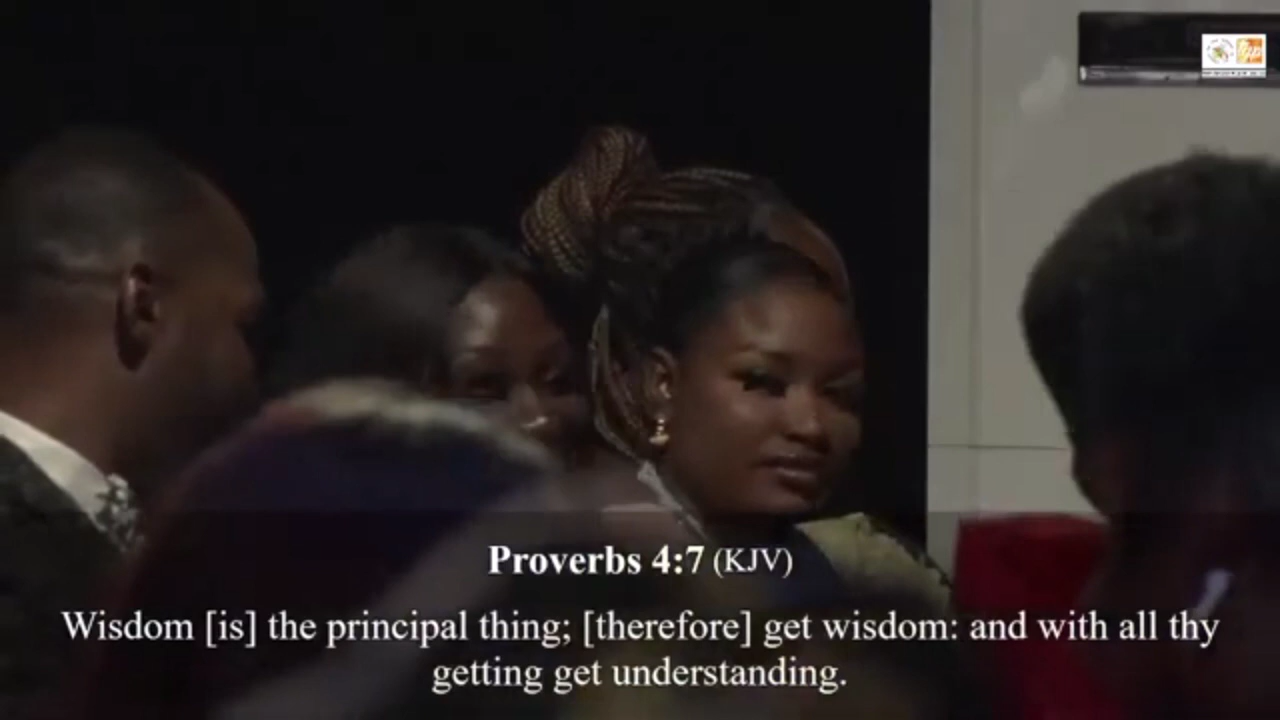 Proverbs 4:7 (KJV)
Wisdom [is] the principal thing; [therefore] get wisdom: and with all thy
getting get understanding.